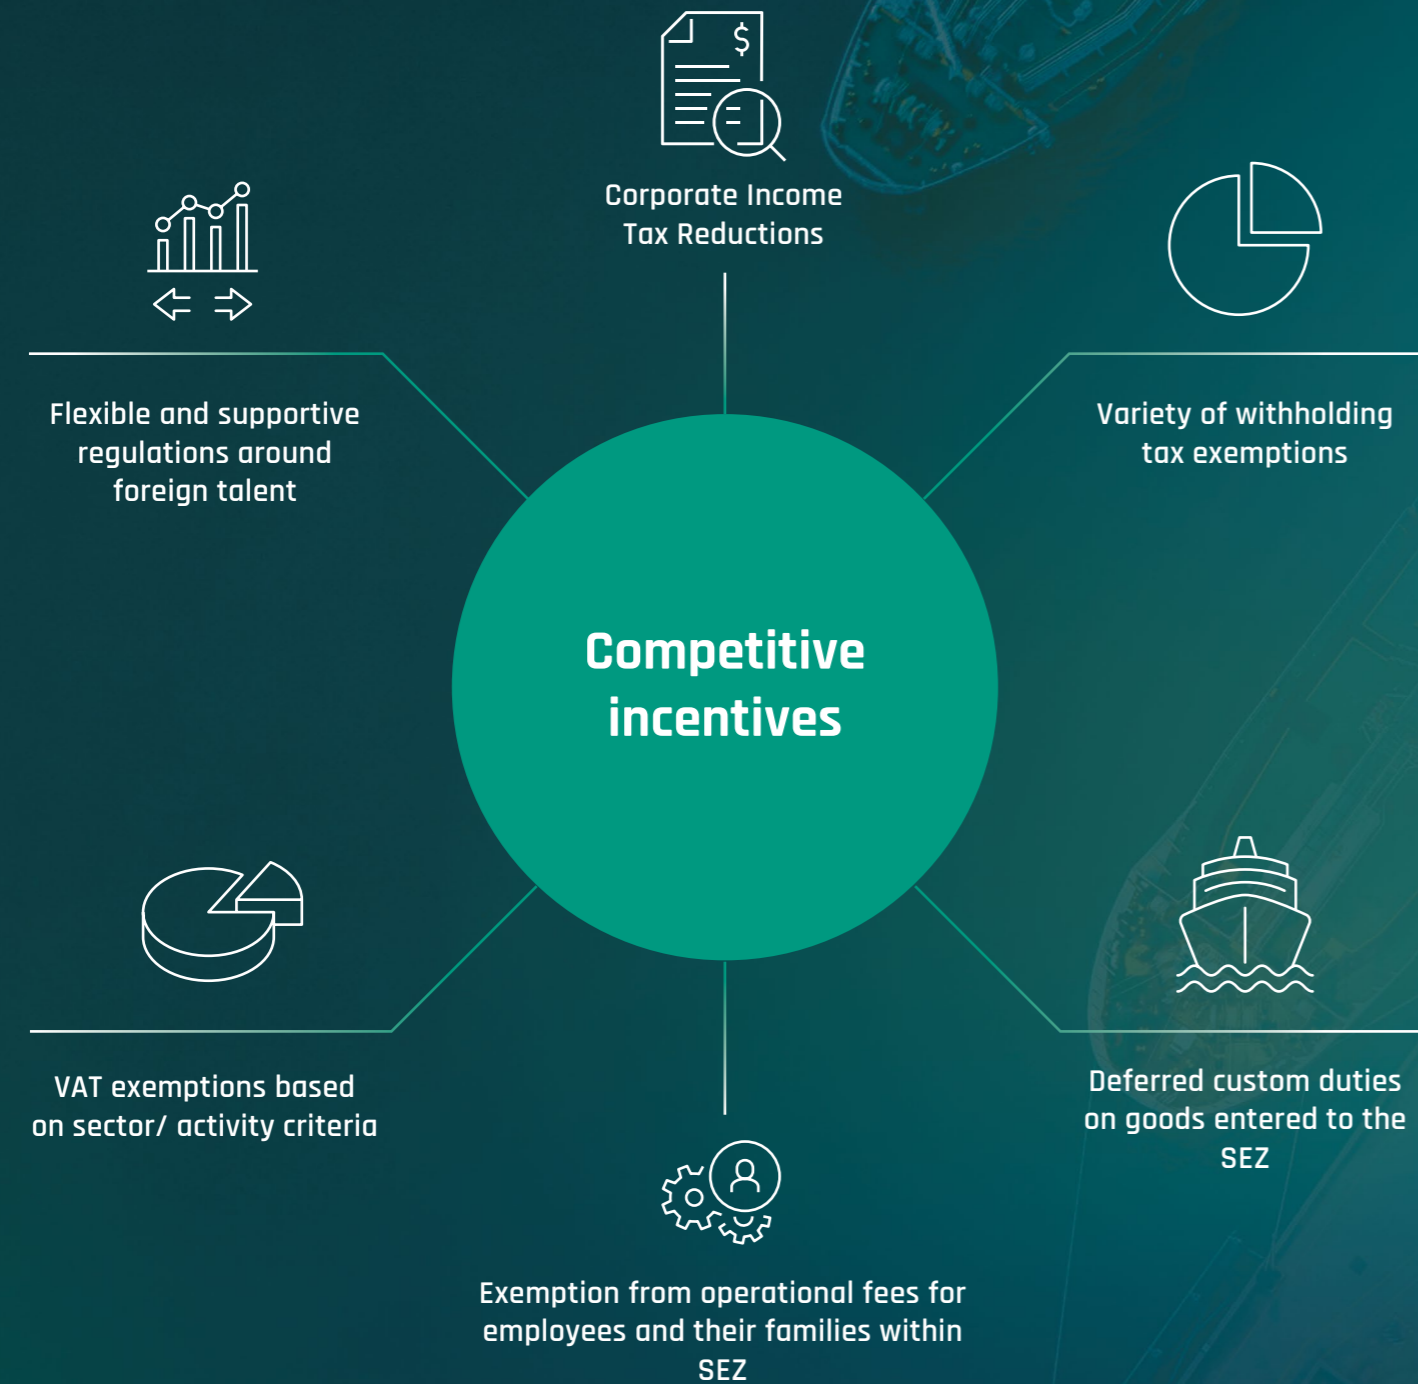 $
Corporate Income
Tax Reductions
Flexible and supportive
regulations around
foreign talent
Variety of withholding
tax exemptions
Competitive
incentives
VAT exemptions based
on sector/ activity criteria
Deferred custom duties
on goods entered to the
SEZ
Exemption from operational fees for
employees and their families within
SEZ